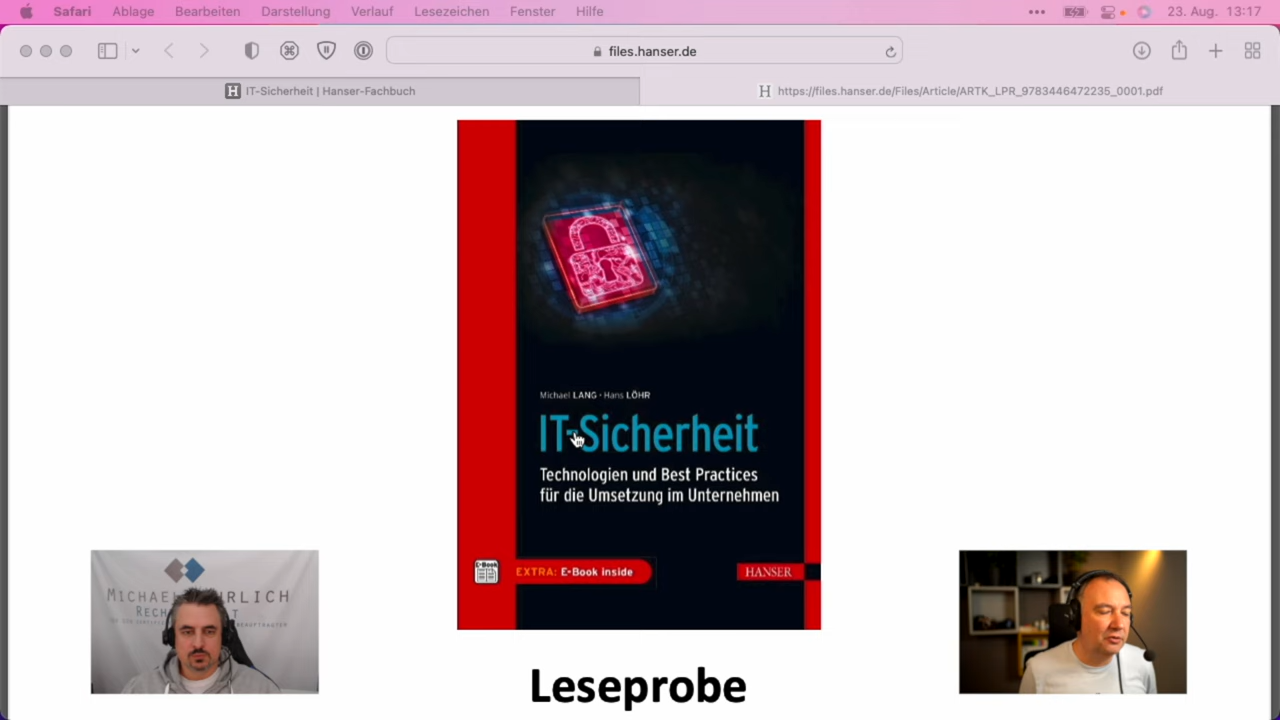 Safari Ablage Bearbeiten Darstellung Verlauf Lesezeichen Fenster Hilfe 23. Aug. 13:17
files.hanser.de
H IT-Sicherheit | Hanser-Fachbuch
H https://files.hanser.de/Files/Article/ARTK_LPR_9783446472235_0001.pdf
Michael LANG · Hans LÖHR
IT-Sicherheit
Technologien und Best Practices
für die Umsetzung im Unternehmen
E-Book
EXTRA: E-Book inside
HANSER
MICHAEL
Leseprobe